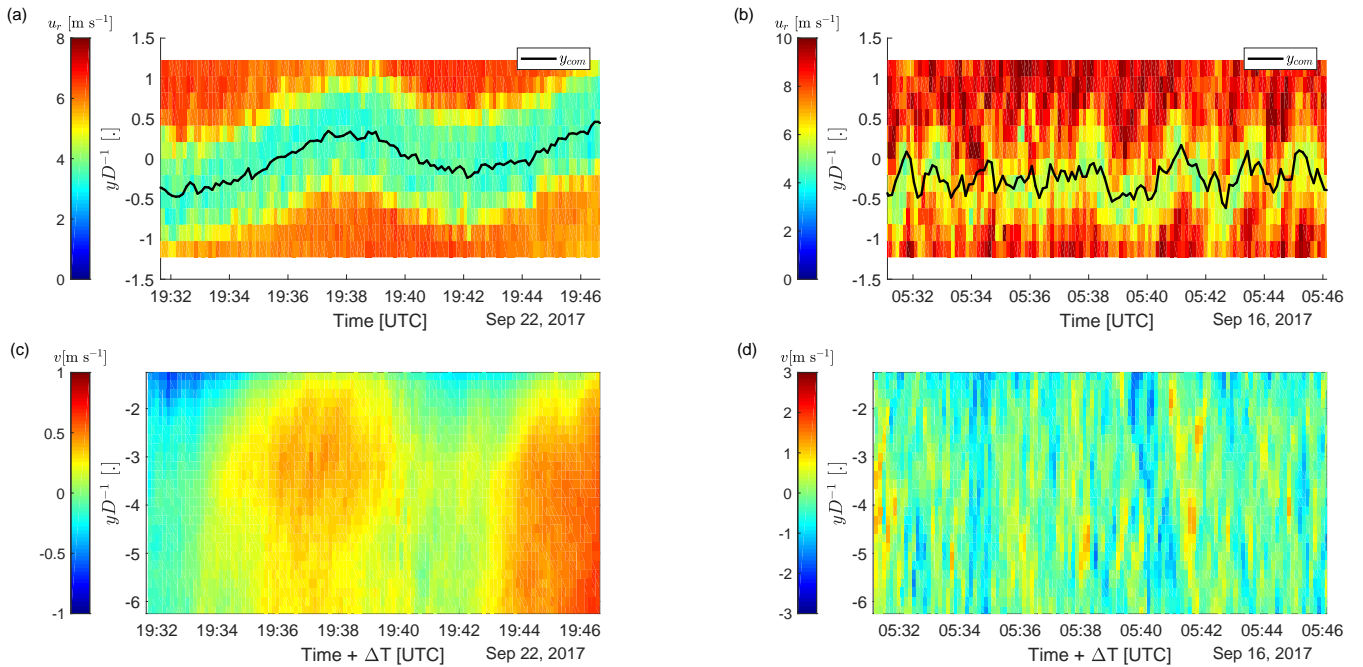 (a)
u_r [m s⁻¹]
8
6
4
2
0
yD⁻¹ [.]
1.5
1
0.5
0
-0.5
-1
-1.5
y_com
19:32 19:34 19:36 19:38 19:40 19:42 19:44 19:46
Time [UTC]
Sep 22, 2017
(b)
u_r [m s⁻¹]
10
8
6
4
2
0
yD⁻¹ [.]
1.5
1
0.5
0
-0.5
-1
-1.5
y_com
05:32 05:34 05:36 05:38 05:40 05:42 05:44 05:46
Time [UTC]
Sep 16, 2017
(c)
v[m s⁻¹]
1
0.5
0
-0.5
-1
yD⁻¹ [.]
-2
-3
-4
-5
-6
19:32 19:34 19:36 19:38 19:40 19:42 19:44 19:46
Time + ΔT [UTC]
Sep 22, 2017
(d)
v[m s⁻¹]
3
2
1
0
-1
-2
-3
yD⁻¹ [.]
-2
-3
-4
-5
-6
05:32 05:34 05:36 05:38 05:40 05:42 05:44 05:46
Time + ΔT [UTC]
Sep 16, 2017